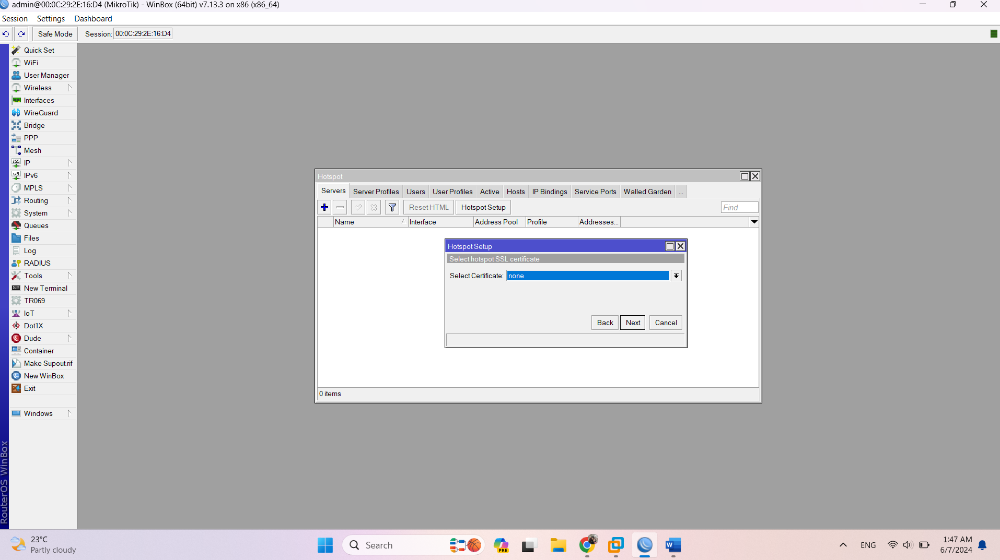 admin@00:0C:29:2E:16:D4 (MikroTik) - WinBox (64bit) v7.13.3 on x86 (x86_64)
Session Settings Dashboard
Safe Mode Session: 00:0C:29:2E:16:D4
Quick Set
WiFi
User Manager
Wireless
Interfaces
WireGuard
Bridge
PPP
Mesh
IP
IPv6
MPLS
Routing
System
Queues
Files
Log
RADIUS
Tools
New Terminal
TR069
IoT
Dot1X
Dude
Container
Make Supout.rif
New WinBox
Exit
Windows
RouterOS WinBox
Hotspot
Servers Server Profiles Users User Profiles Active Hosts IP Bindings Service Ports Walled Garden ...
Reset HTML Hotspot Setup Find
Name Interface Address Pool Profile Addresses...
Hotspot Setup
Select hotspot SSL certificate
Select Certificate: none
Back Next Cancel
0 items
23°C
Partly cloudy
Search
PRE
ENG
1:47 AM
6/7/2024